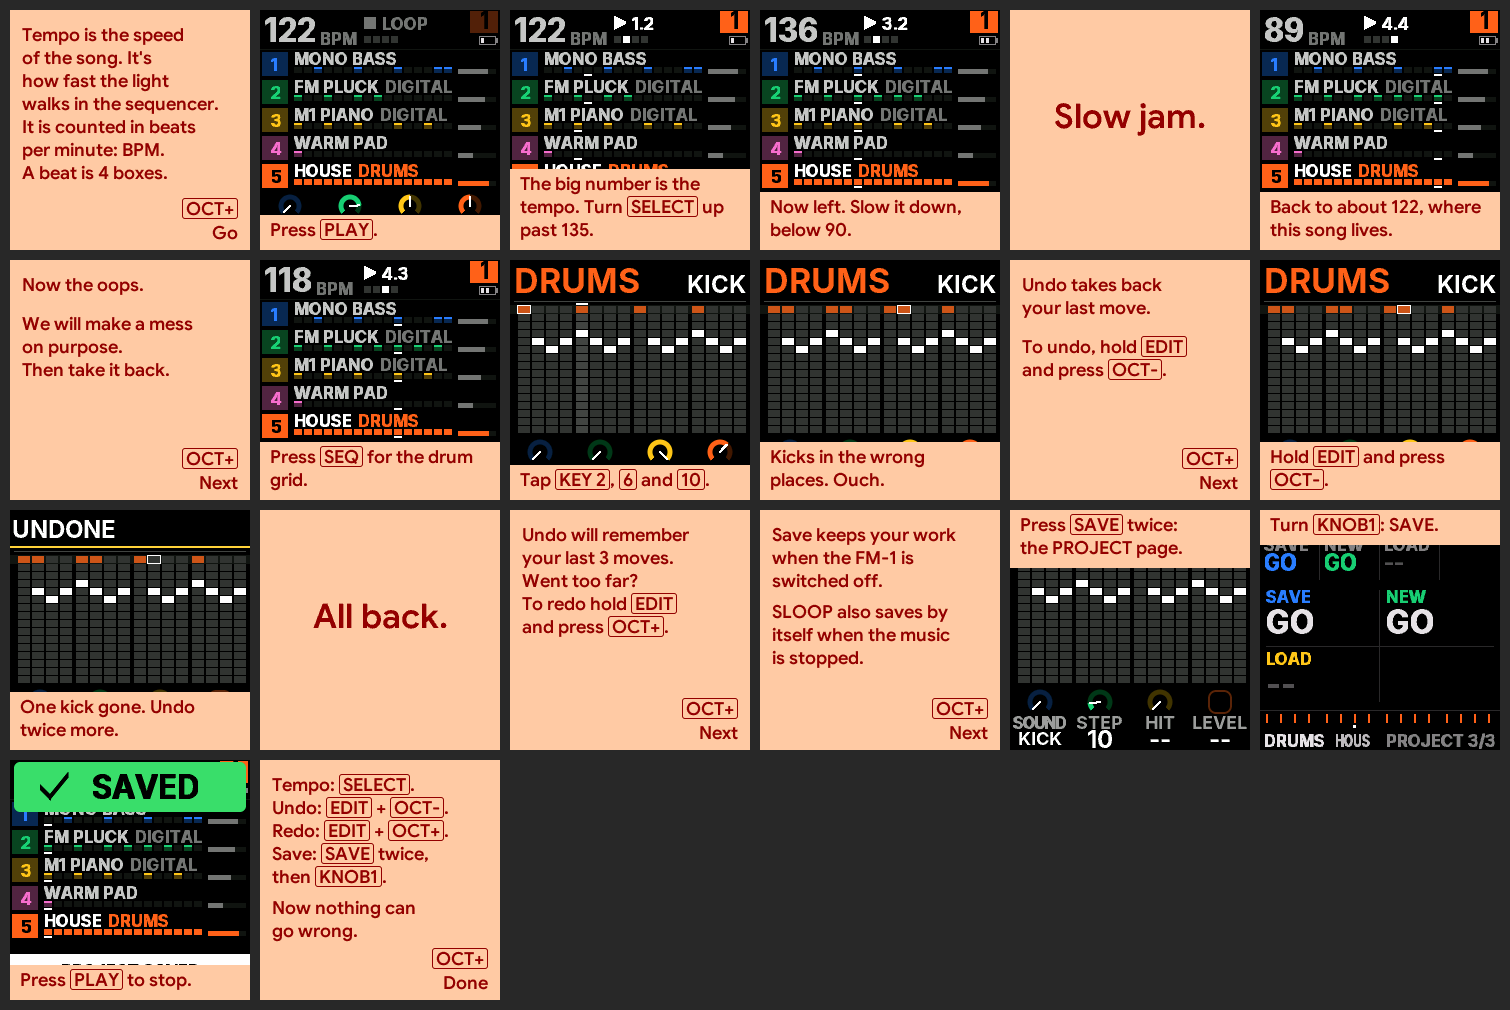 Tempo is the speed
of the song. It's
how fast the light
walks in the sequencer.
It is counted in beats
per minute: BPM.
A beat is 4 boxes.
OCT+
Go
122 BPM LOOP 1
1 MONO BASS
2 FM PLUCK DIGITAL
3 M1 PIANO DIGITAL
4 WARM PAD
5 HOUSE DRUMS
Press PLAY.
122 BPM 1.2 1
1 MONO BASS
2 FM PLUCK DIGITAL
3 M1 PIANO DIGITAL
4 WARM PAD
HOUSE DRUMS
The big number is the
tempo. Turn SELECT up
past 135.
136 BPM 3.2 1
1 MONO BASS
2 FM PLUCK DIGITAL
3 M1 PIANO DIGITAL
4 WARM PAD
5 HOUSE DRUMS
Now left. Slow it down,
below 90.
Slow jam.
89 BPM 4.4 1
1 MONO BASS
2 FM PLUCK DIGITAL
3 M1 PIANO DIGITAL
4 WARM PAD
5 HOUSE DRUMS
Back to about 122, where
this song lives.
Now the oops.
We will make a mess
on purpose.
Then take it back.
OCT+
Next
118 BPM 4.3 1
1 MONO BASS
2 FM PLUCK DIGITAL
3 M1 PIANO DIGITAL
4 WARM PAD
5 HOUSE DRUMS
Press SEQ for the drum
grid.
DRUMS KICK
Tap KEY 2, 6 and 10.
DRUMS KICK
Kicks in the wrong
places. Ouch.
Undo takes back
your last move.
To undo, hold EDIT
and press OCT-.
OCT+
Next
DRUMS KICK
Hold EDIT and press
OCT-.
UNDONE
One kick gone. Undo
twice more.
All back.
Undo will remember
your last 3 moves.
Went too far?
To redo hold EDIT
and press OCT+.
OCT+
Next
Save keeps your work
when the FM-1 is
switched off.
SLOOP also saves by
itself when the music
is stopped.
OCT+
Next
Press SAVE twice:
the PROJECT page.
SOUND STEP HIT LEVEL
KICK 10 -- --
Turn KNOB1: SAVE.
SAVE NEW LOAD
GO GO --
SAVE NEW
GO GO
LOAD
--
DRUMS HOUS PROJECT 3/3
SAVED
1 MONO BASS
2 FM PLUCK DIGITAL
3 M1 PIANO DIGITAL
4 WARM PAD
5 HOUSE DRUMS
Press PLAY to stop.
Tempo: SELECT.
Undo: EDIT + OCT-.
Redo: EDIT + OCT+.
Save: SAVE twice,
then KNOB1.
Now nothing can
go wrong.
OCT+
Done